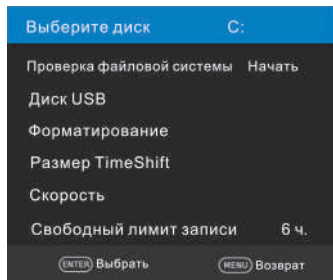 Выберите диск C:
Проверка файловой системы Начать
Диск USB
Форматирование
Размер TimeShift
Скорость
Свободный лимит записи 6 ч.
ENTER Выбрать MENU Возврат